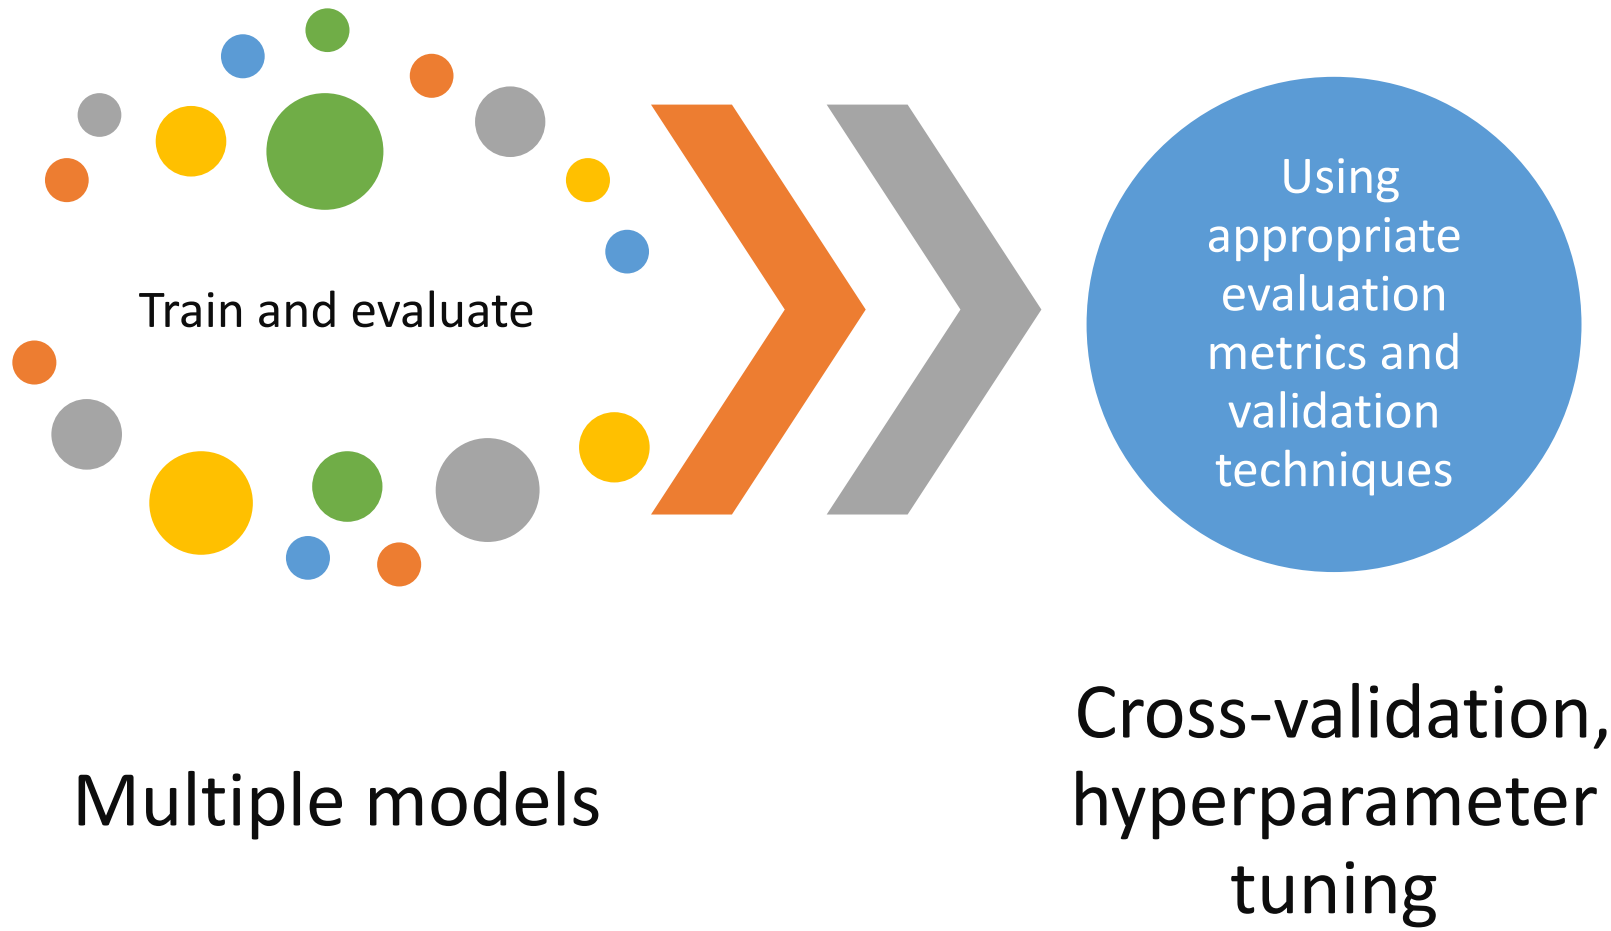 Train and evaluate
Multiple models
Using
appropriate
evaluation
metrics and
validation
techniques
Cross-validation,
hyperparameter
tuning